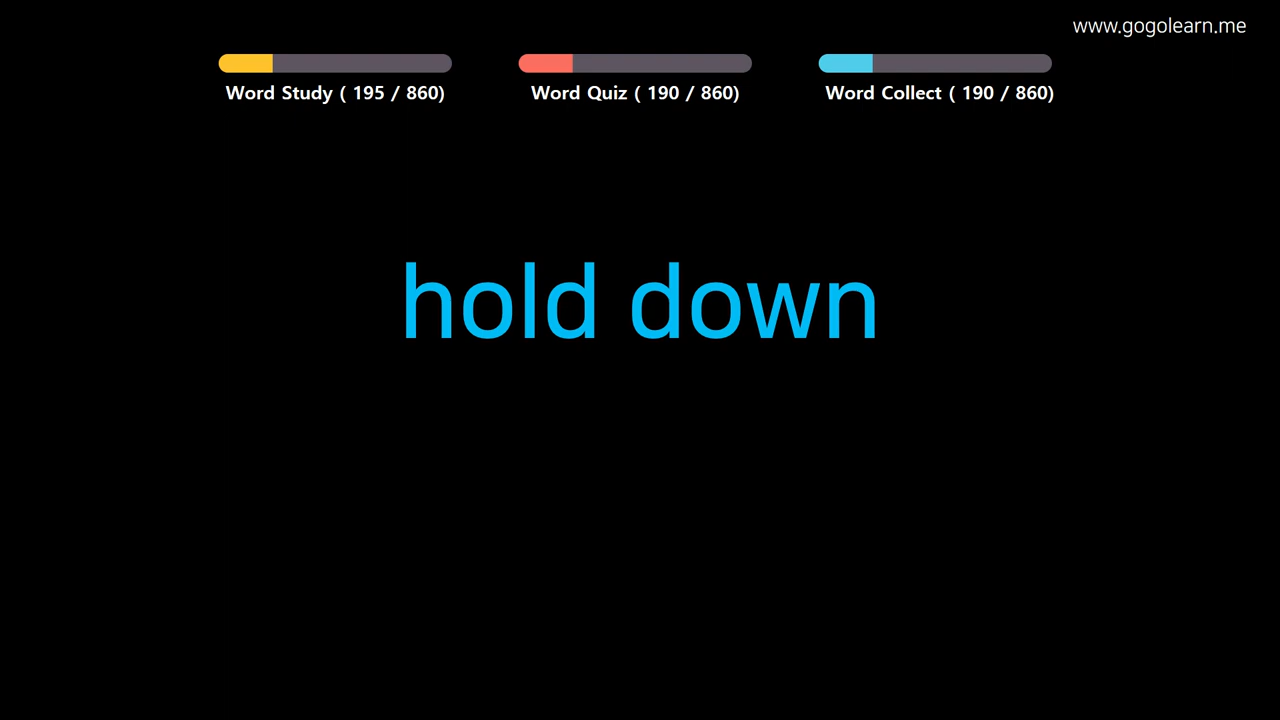 www.gogolearn.me
Word Study ( 195 / 860)
Word Quiz ( 190 / 860)
Word Collect ( 190 / 860)
hold down